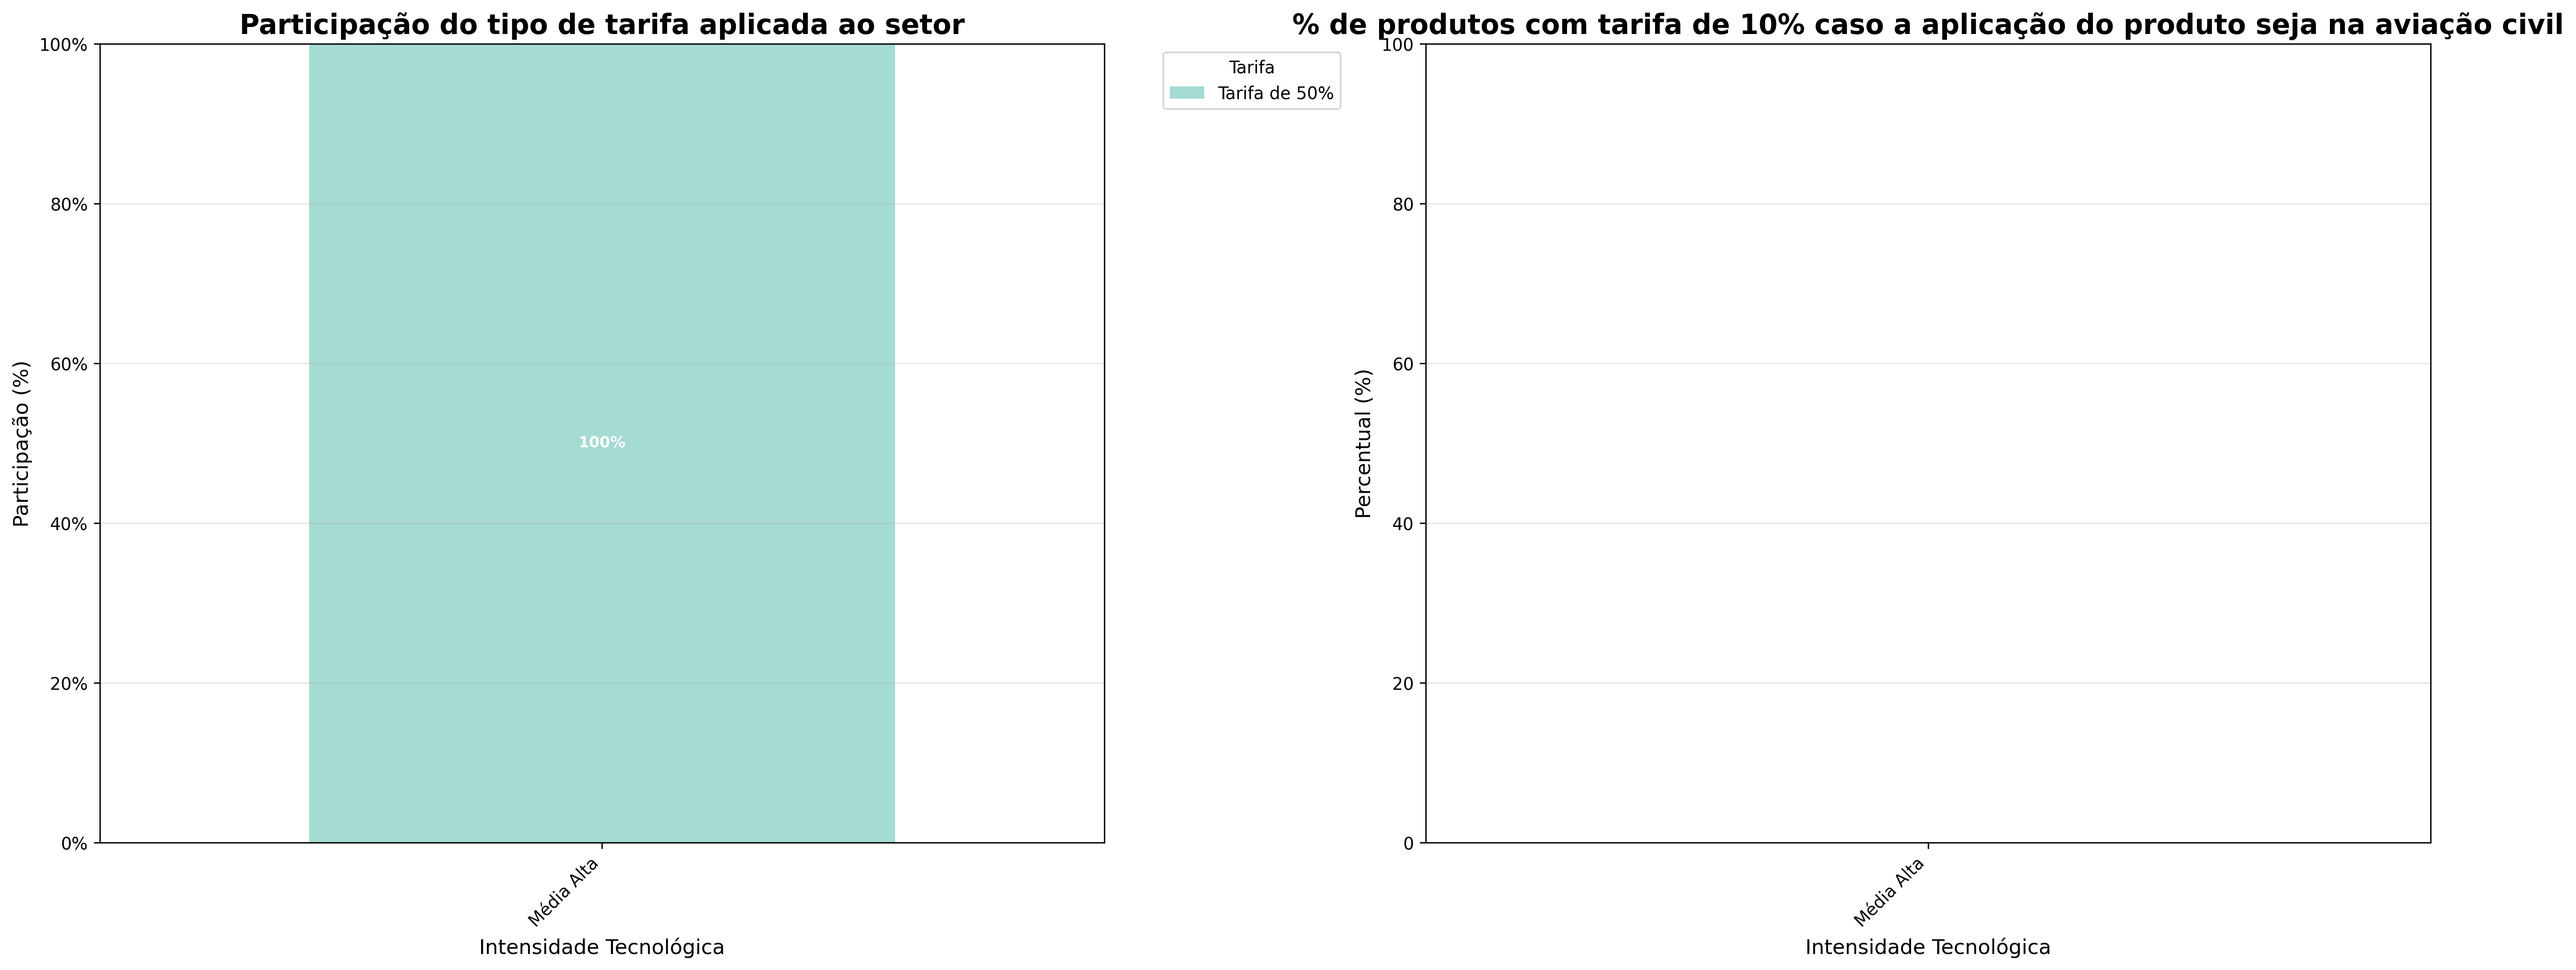 Participação do tipo de tarifa aplicada ao setor
100%
80%
60%
40%
20%
0%
Participação (%)
100%
Média Alta
Intensidade Tecnológica
Tarifa
Tarifa de 50%
% de produtos com tarifa de 10% caso a aplicação do produto seja na aviação civil
100
80
60
40
20
0
Percentual (%)
Média Alta
Intensidade Tecnológica